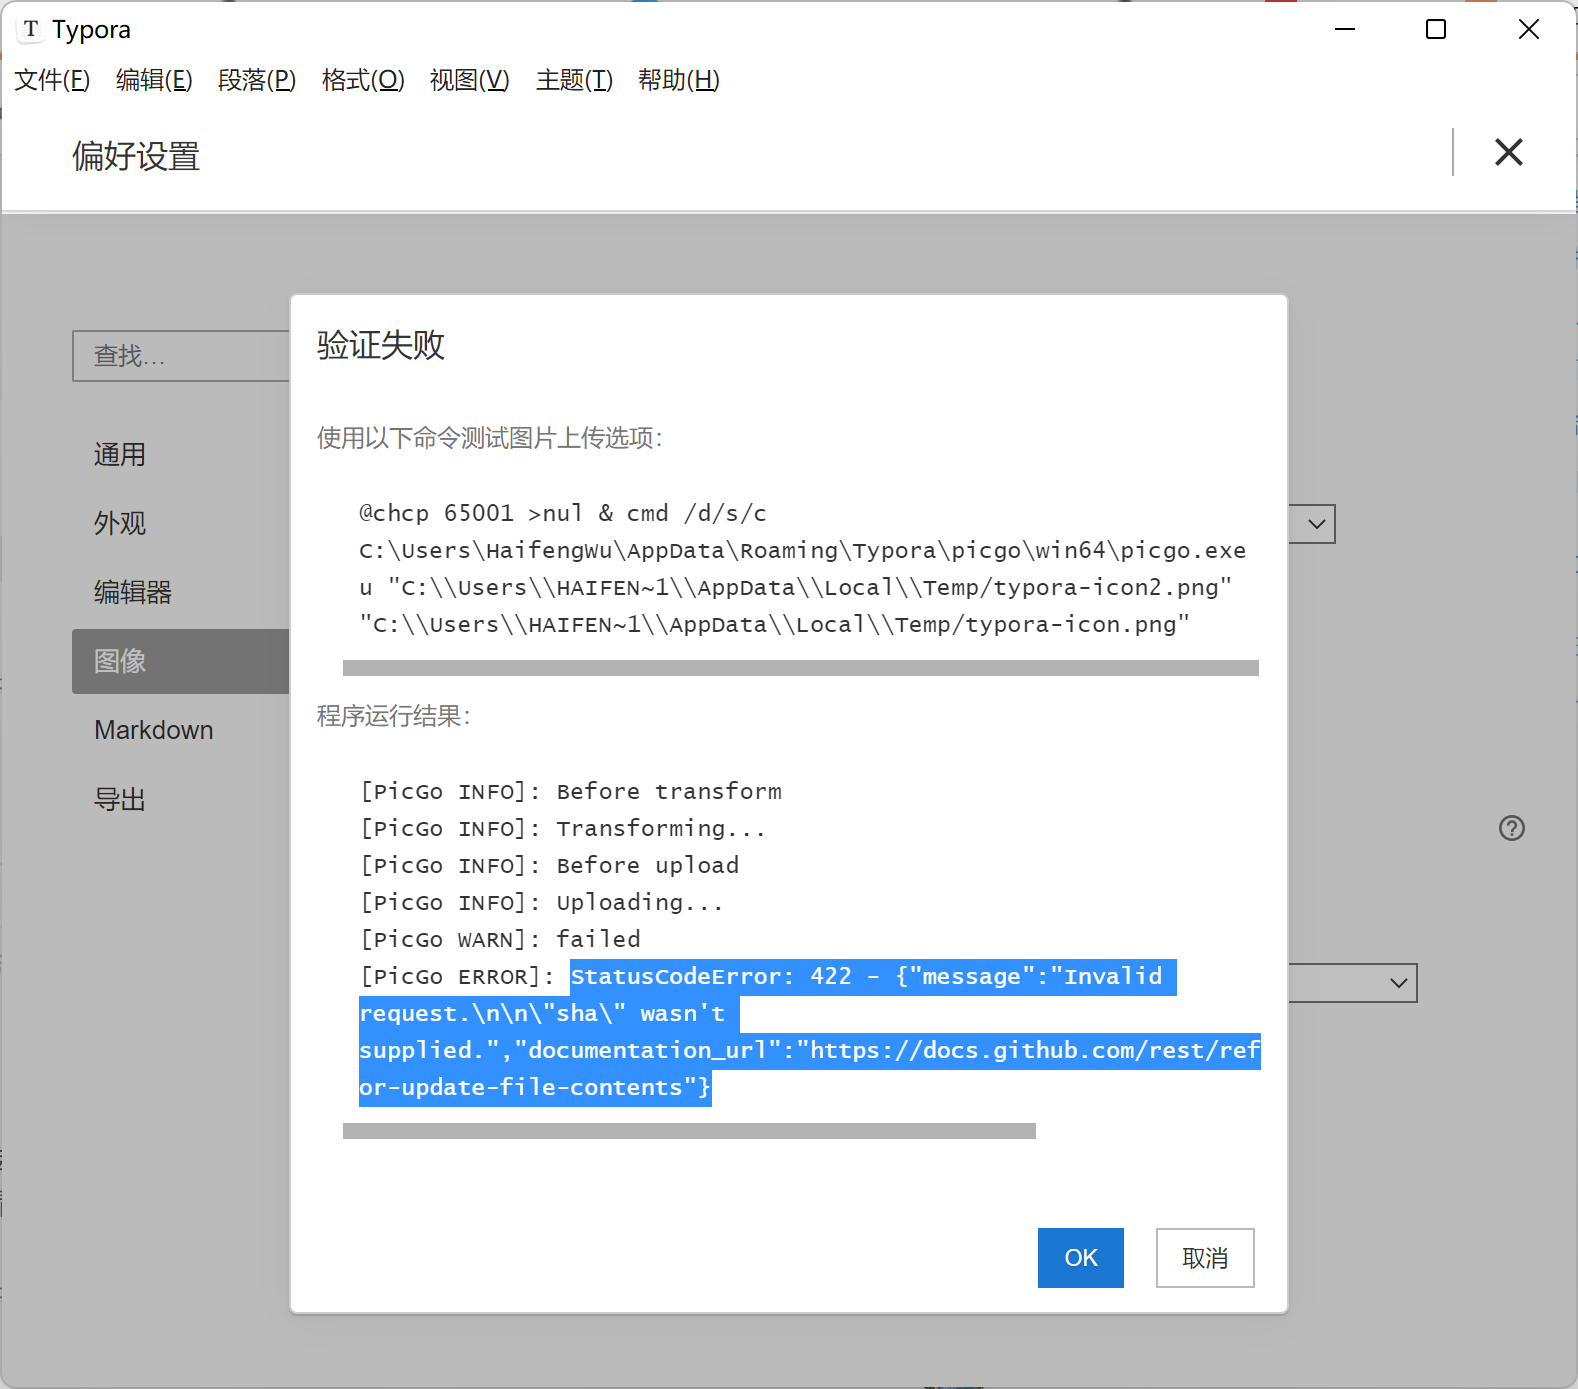 T Typora
文件(F) 编辑(E) 段落(P) 格式(O) 视图(V) 主题(T) 帮助(H)
偏好设置
查找...
通用
外观
编辑器
图像
Markdown
导出
验证失败
使用以下命令测试图片上传选项：
@chcp 65001 >nul & cmd /d/s/c
C:\Users\HaifengWu\AppData\Roaming\Typora\picgo\win64\picgo.exe
u "C:\\Users\\HAIFEN~1\\AppData\\Local\\Temp/typora-icon2.png"
"C:\\Users\\HAIFEN~1\\AppData\\Local\\Temp/typora-icon.png"
程序运行结果：
[PicGo INFO]: Before transform
[PicGo INFO]: Transforming...
[PicGo INFO]: Before upload
[PicGo INFO]: Uploading...
[PicGo WARN]: failed
[PicGo ERROR]: StatusCodeError: 422 - {"message":"Invalid
request.\n\n\"sha\" wasn't
supplied.","documentation_url":"https://docs.github.com/rest/ref
or-update-file-contents"}
OK 取消